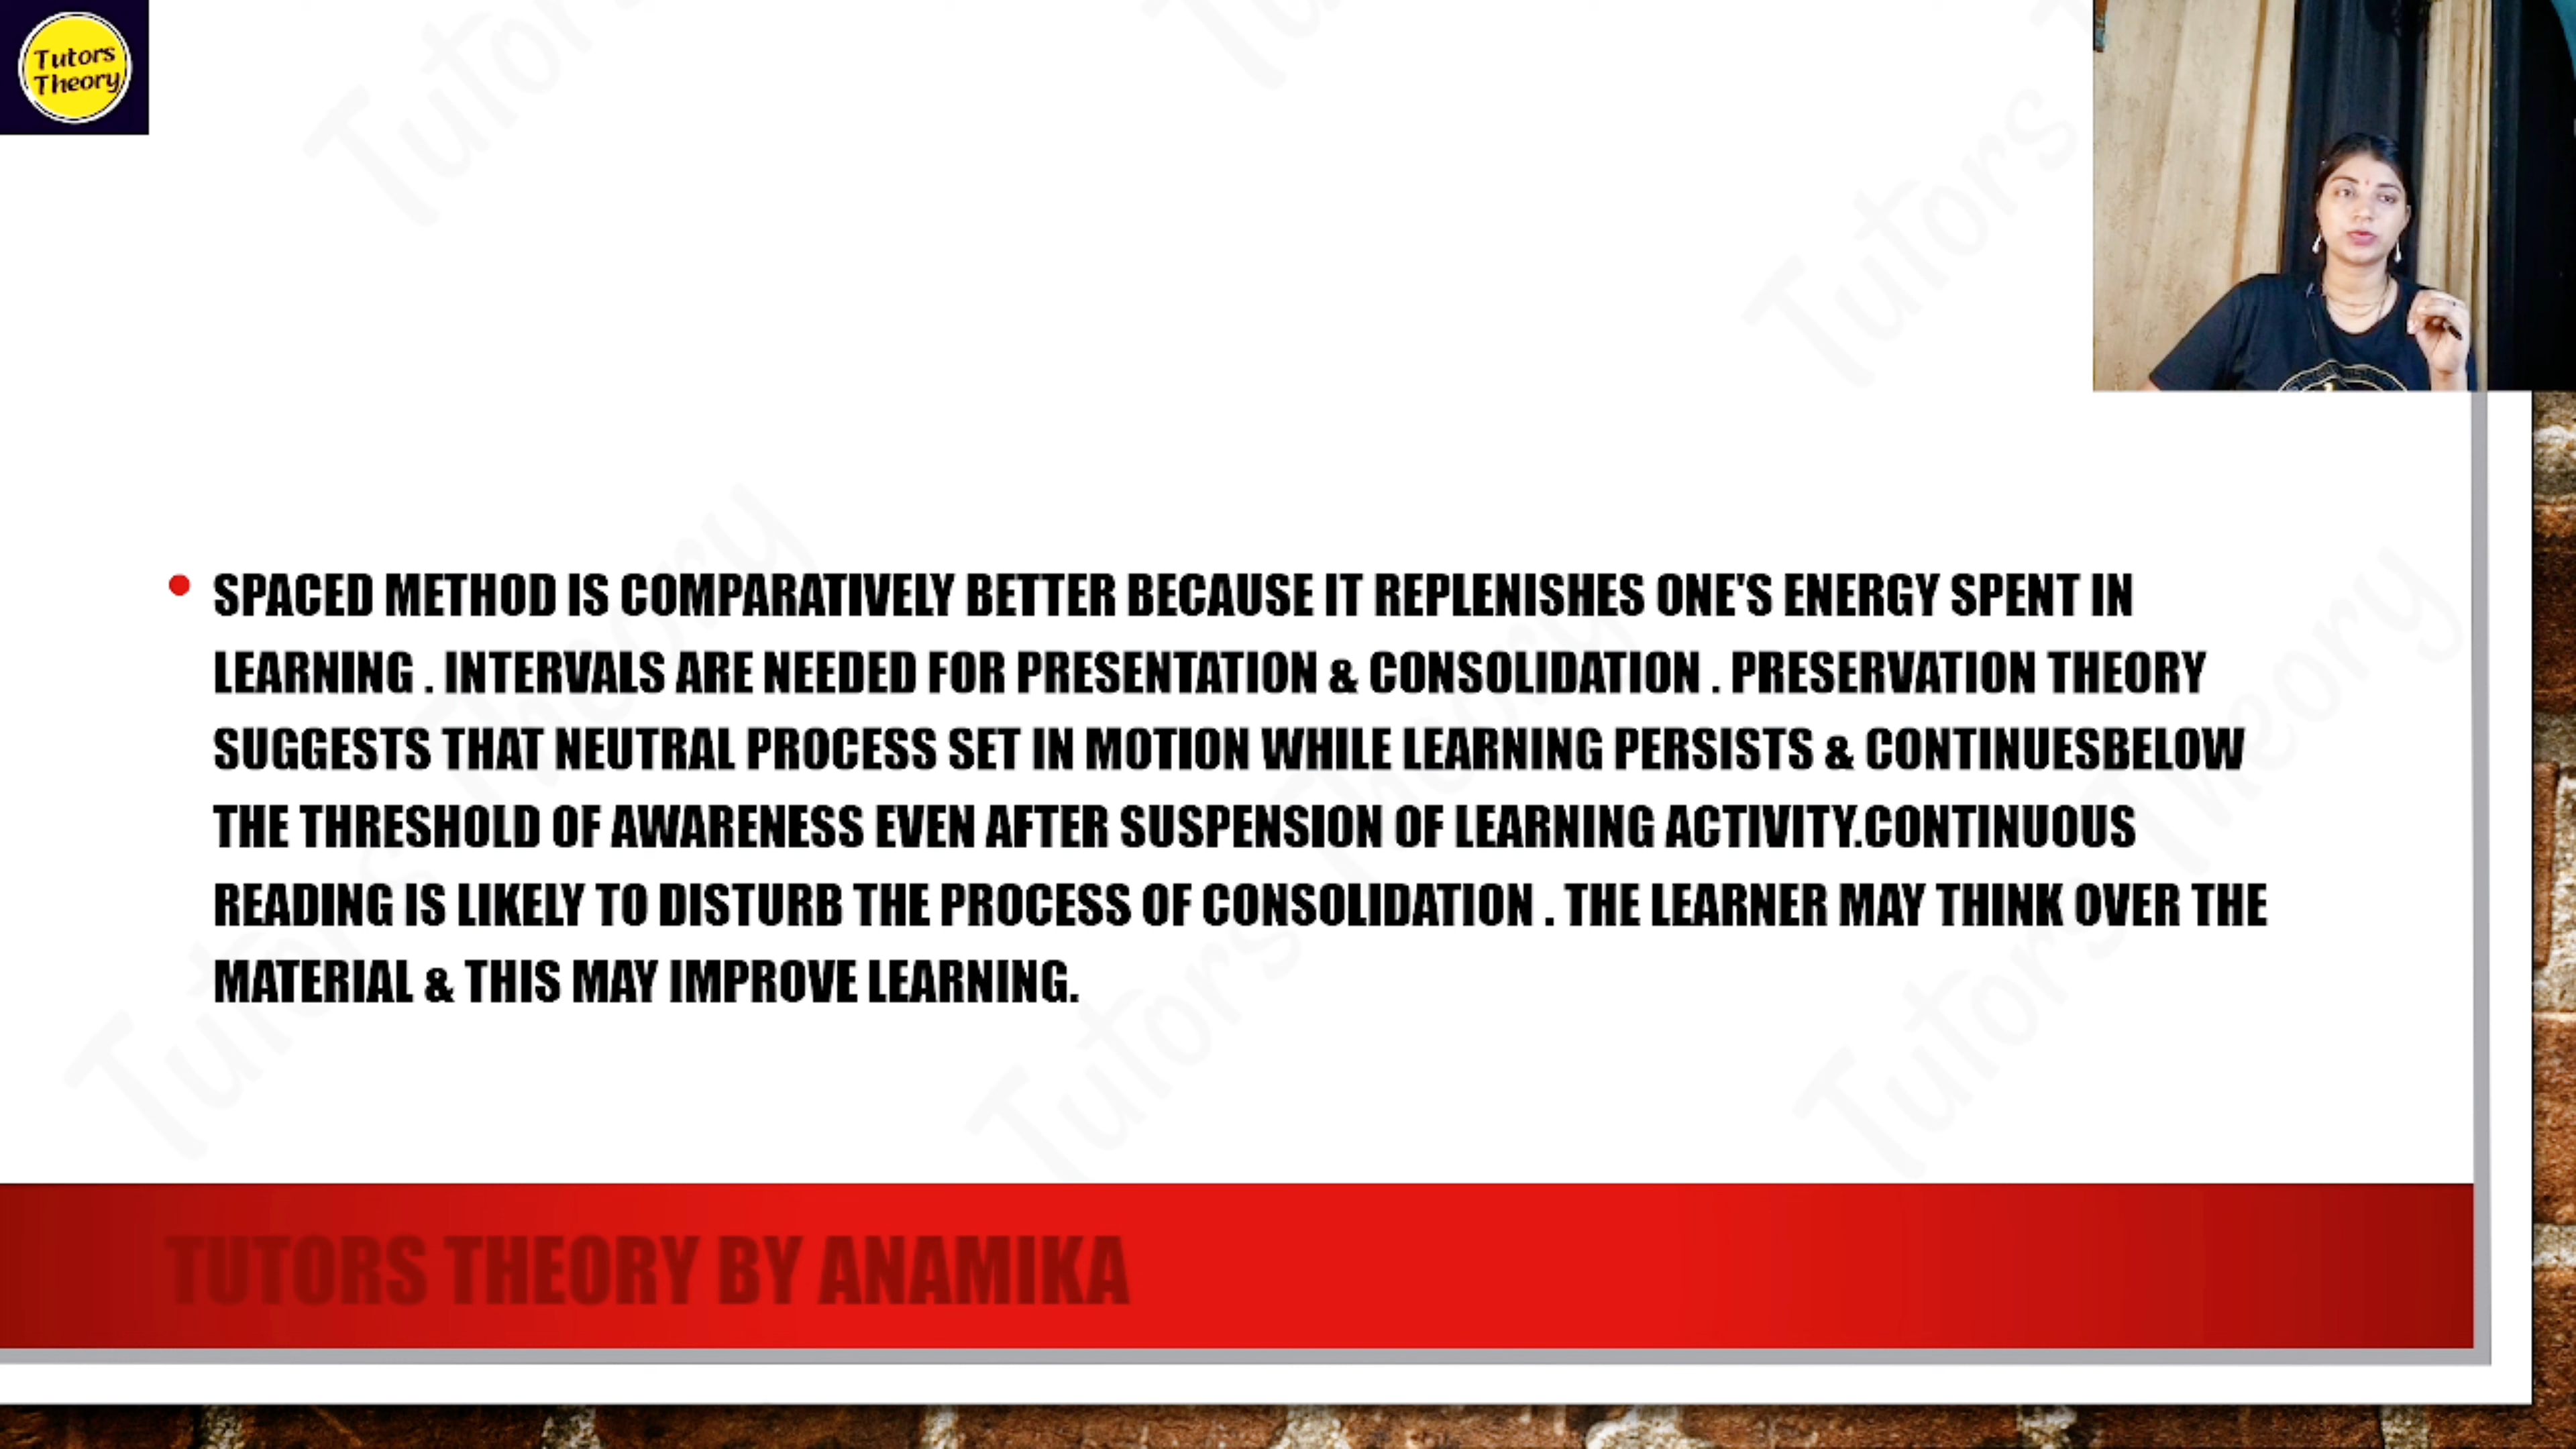 Tutors
Theory
SPACED METHOD IS COMPARATIVELY BETTER BECAUSE IT REPLENISHES ONE'S ENERGY SPENT IN
LEARNING . INTERVALS ARE NEEDED FOR PRESENTATION & CONSOLIDATION . PRESERVATION THEORY
SUGGESTS THAT NEUTRAL PROCESS SET IN MOTION WHILE LEARNING PERSISTS & CONTINUESBELOW
THE THRESHOLD OF AWARENESS EVEN AFTER SUSPENSION OF LEARNING ACTIVITY.CONTINUOUS
READING IS LIKELY TO DISTURB THE PROCESS OF CONSOLIDATION . THE LEARNER MAY THINK OVER THE
MATERIAL & THIS MAY IMPROVE LEARNING.
TUTORS THEORY BY ANAMIKA